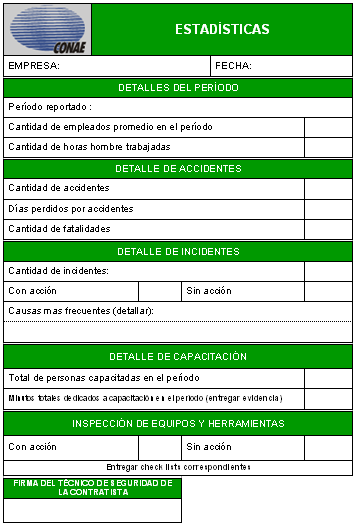 CONAE
ESTADÍSTICAS
EMPRESA: FECHA:
DETALLES DEL PERÍODO
Período reportado :
Cantidad de empleados promedio en el período
Cantidad de horas hombre trabajadas
DETALLE DE ACCIDENTES
Cantidad de accidentes
Días perdidos por accidentes
Cantidad de fatalidades
DETALLE DE INCIDENTES
Cantidad de incidentes:
Con acción Sin acción
Causas mas frecuentes (detallar):
DETALLE DE CAPACITACIÓN
Total de personas capacitadas en el período
Minutos totales dedicados a capacitación en el período (entregar evidencia)
INSPECCIÓN DE EQUIPOS Y HERRAMIENTAS
Con acción Sin acción
Entregar check lists correspondientes
FIRMA DEL TÉCNICO DE SEGURIDAD DE
LA CONTRATISTA